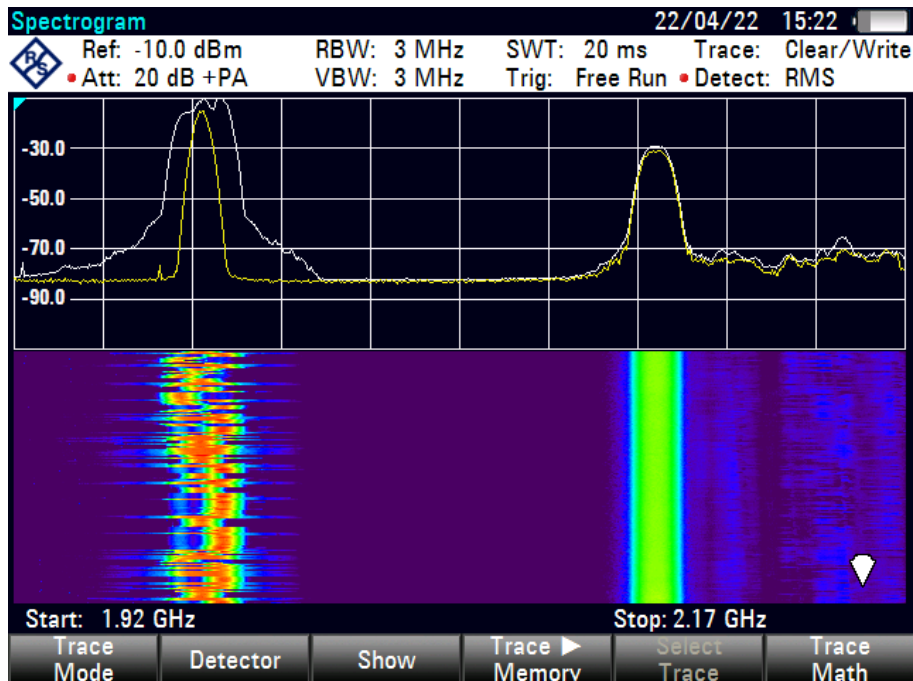 Spectrogram 22/04/22 15:22
R&S Ref: -10.0 dBm RBW: 3 MHz SWT: 20 ms Trace: Clear/Write
Att: 20 dB +PA VBW: 3 MHz Trig: Free Run Detect: RMS
-30.0
-50.0
-70.0
-90.0
Start: 1.92 GHz Stop: 2.17 GHz
Trace Mode Detector Show Trace ▶ Memory Select Trace Trace Math